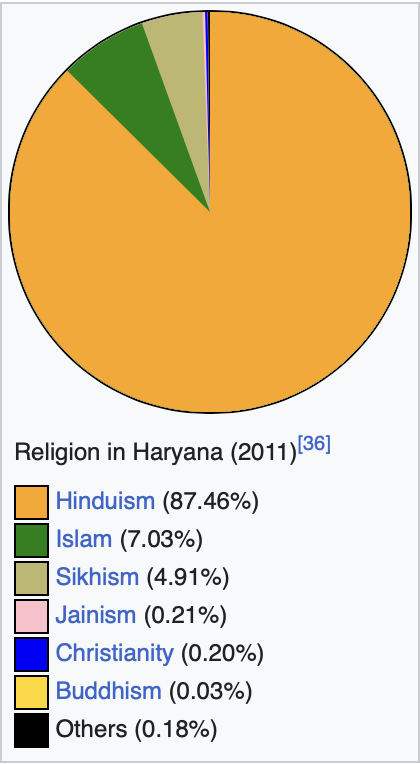 Religion in Haryana (2011)[36]
Hinduism (87.46%)
Islam (7.03%)
Sikhism (4.91%)
Jainism (0.21%)
Christianity (0.20%)
Buddhism (0.03%)
Others (0.18%)